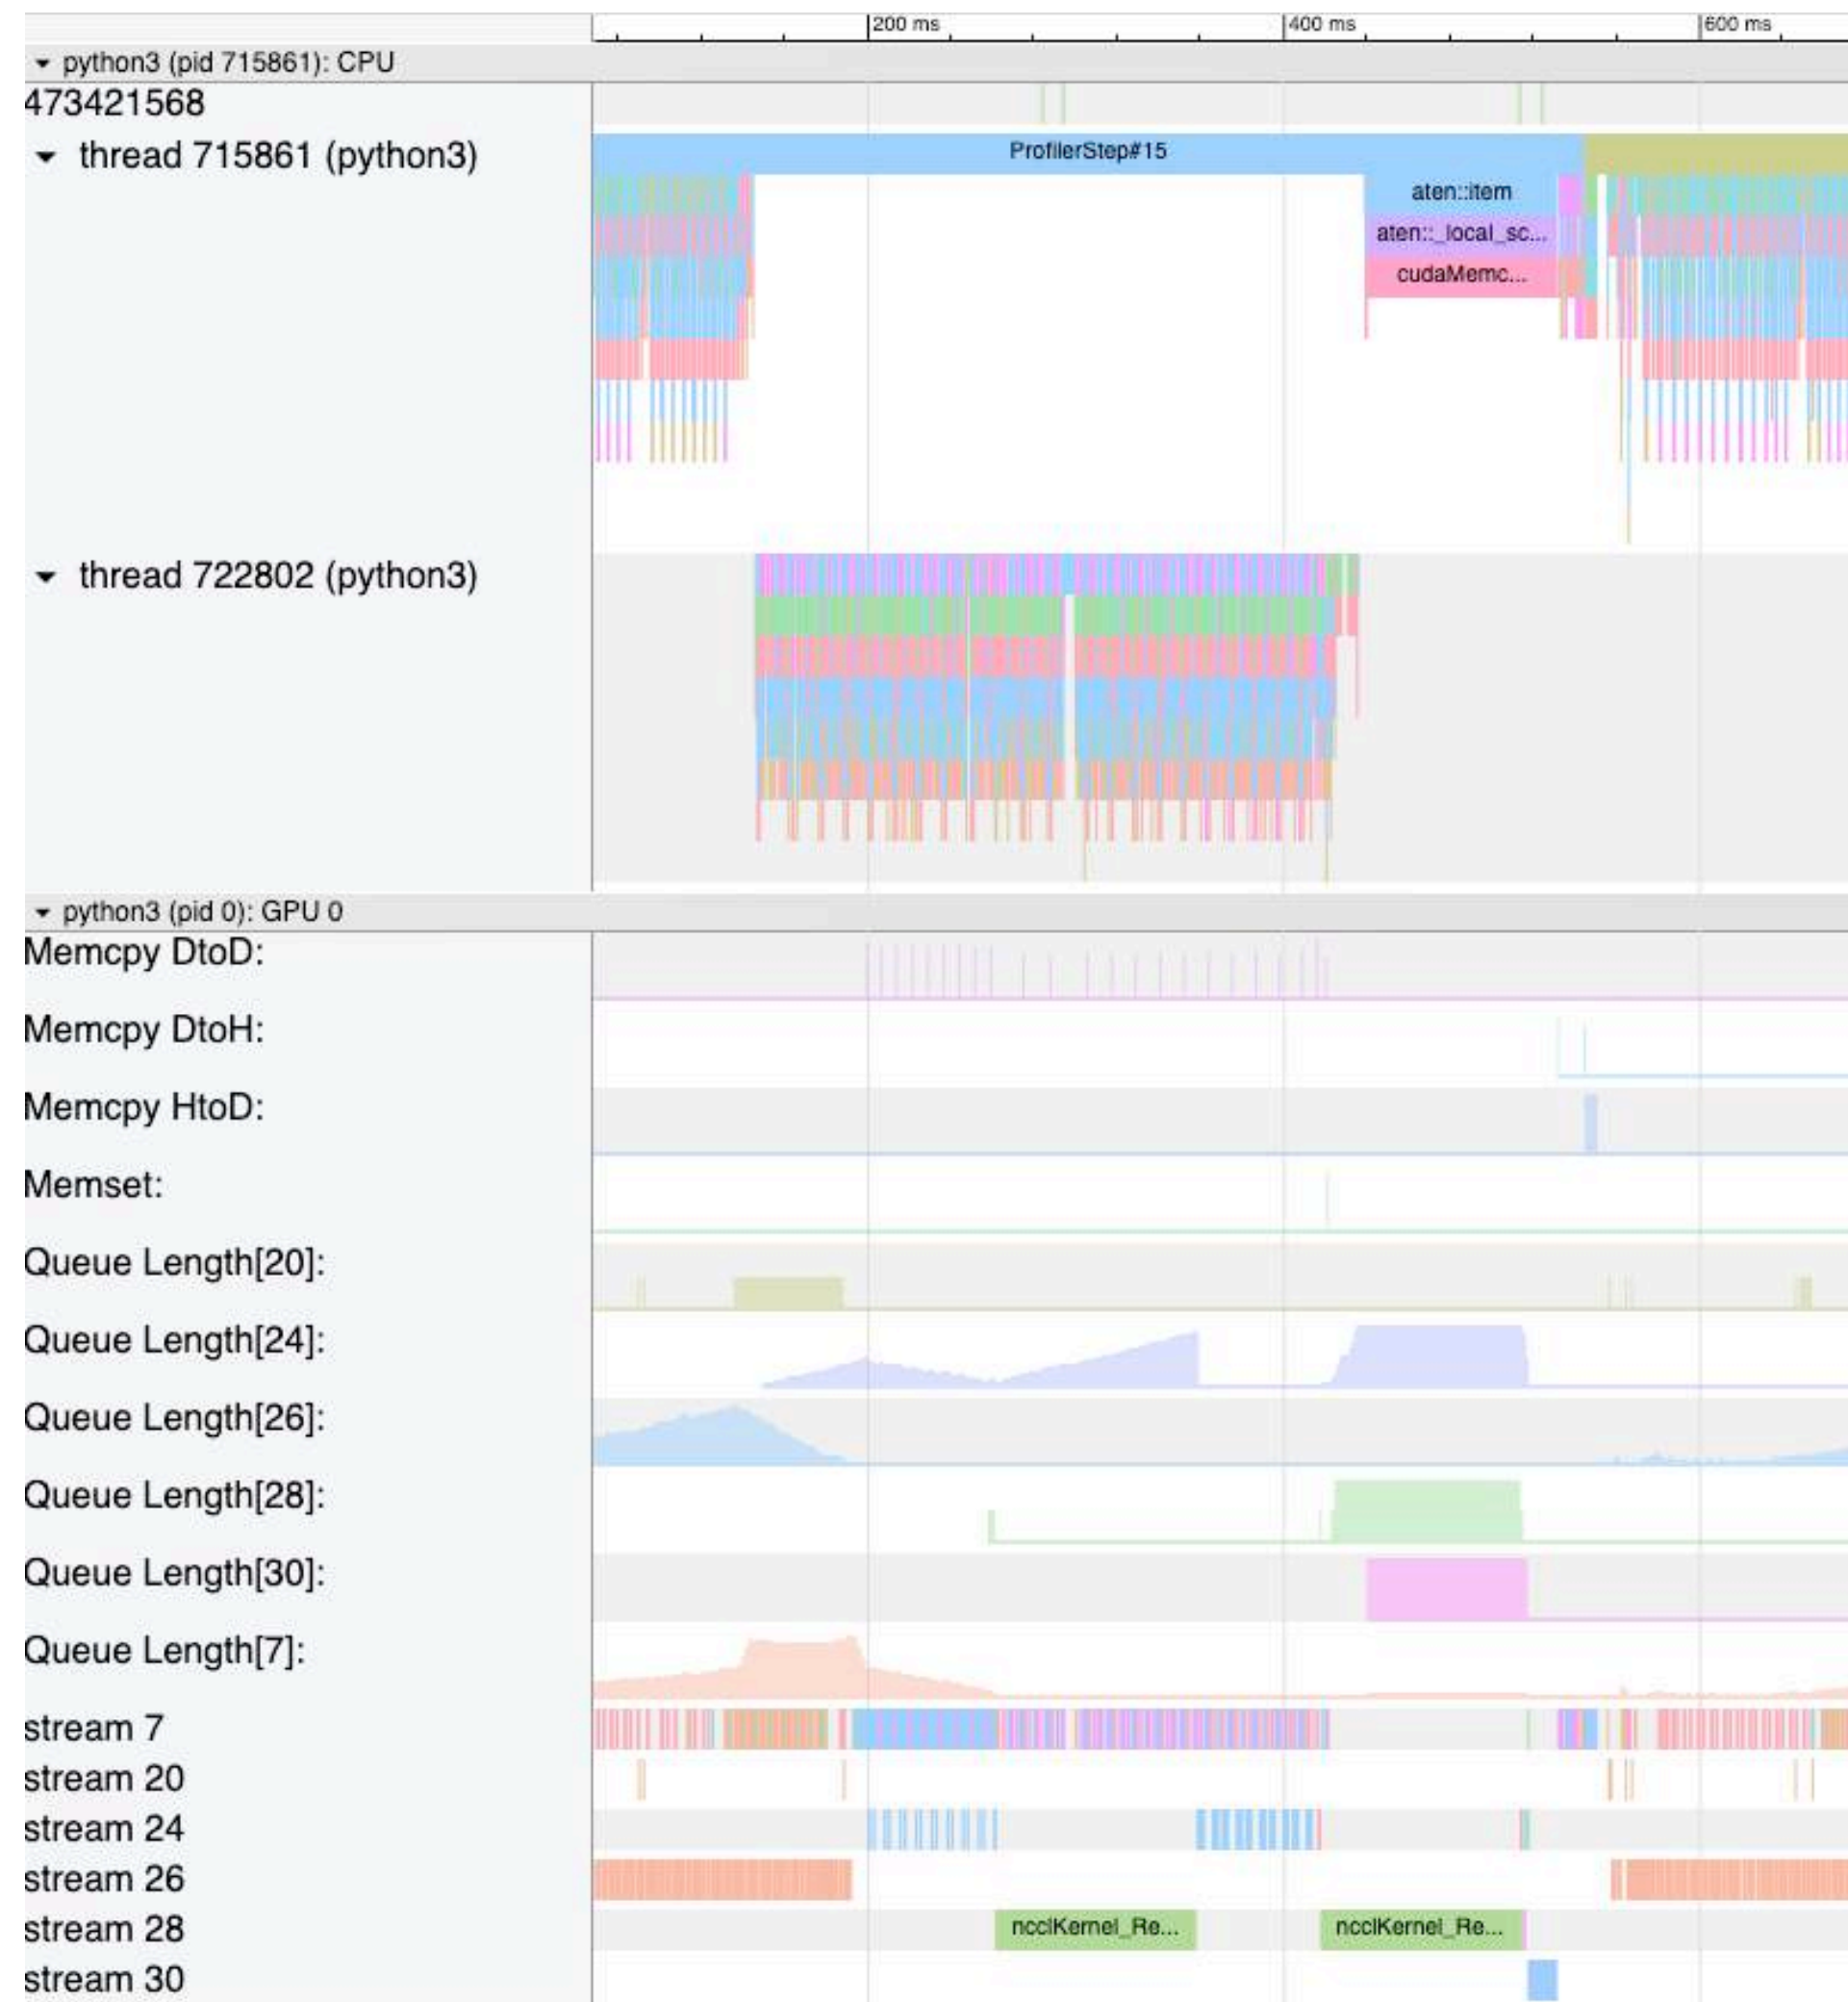 200 ms 400 ms 600 ms
python3 (pid 715861): CPU
473421568
thread 715861 (python3)
ProfilerStep#15
aten::item
aten::_local_sc...
cudaMemc...
thread 722802 (python3)
python3 (pid 0): GPU 0
Memcpy DtoD:
Memcpy DtoH:
Memcpy HtoD:
Memset:
Queue Length[20]:
Queue Length[24]:
Queue Length[26]:
Queue Length[28]:
Queue Length[30]:
Queue Length[7]:
stream 7
stream 20
stream 24
stream 26
stream 28 ncclKernel_Re... ncclKernel_Re...
stream 30